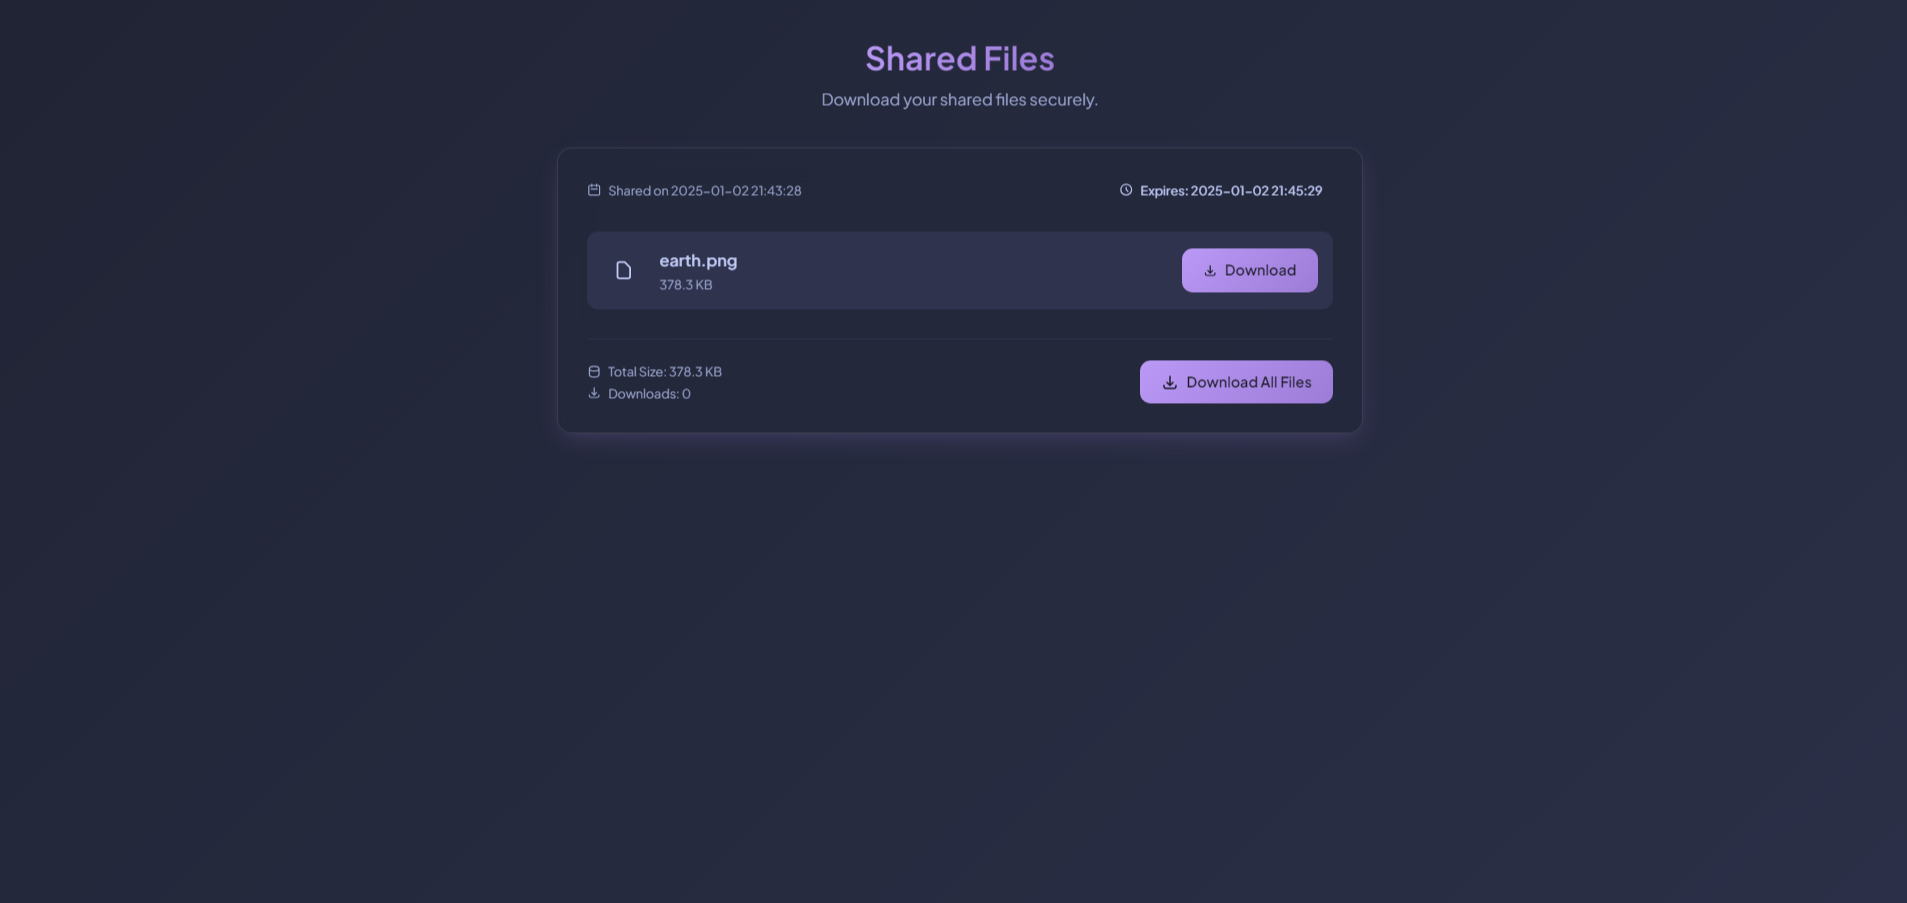 Shared Files
Download your shared files securely.
Shared on 2025-01-02 21:43:28
Expires: 2025-01-02 21:45:29
earth.png
378.3 KB
Download
Total Size: 378.3 KB
Downloads: 0
Download All Files